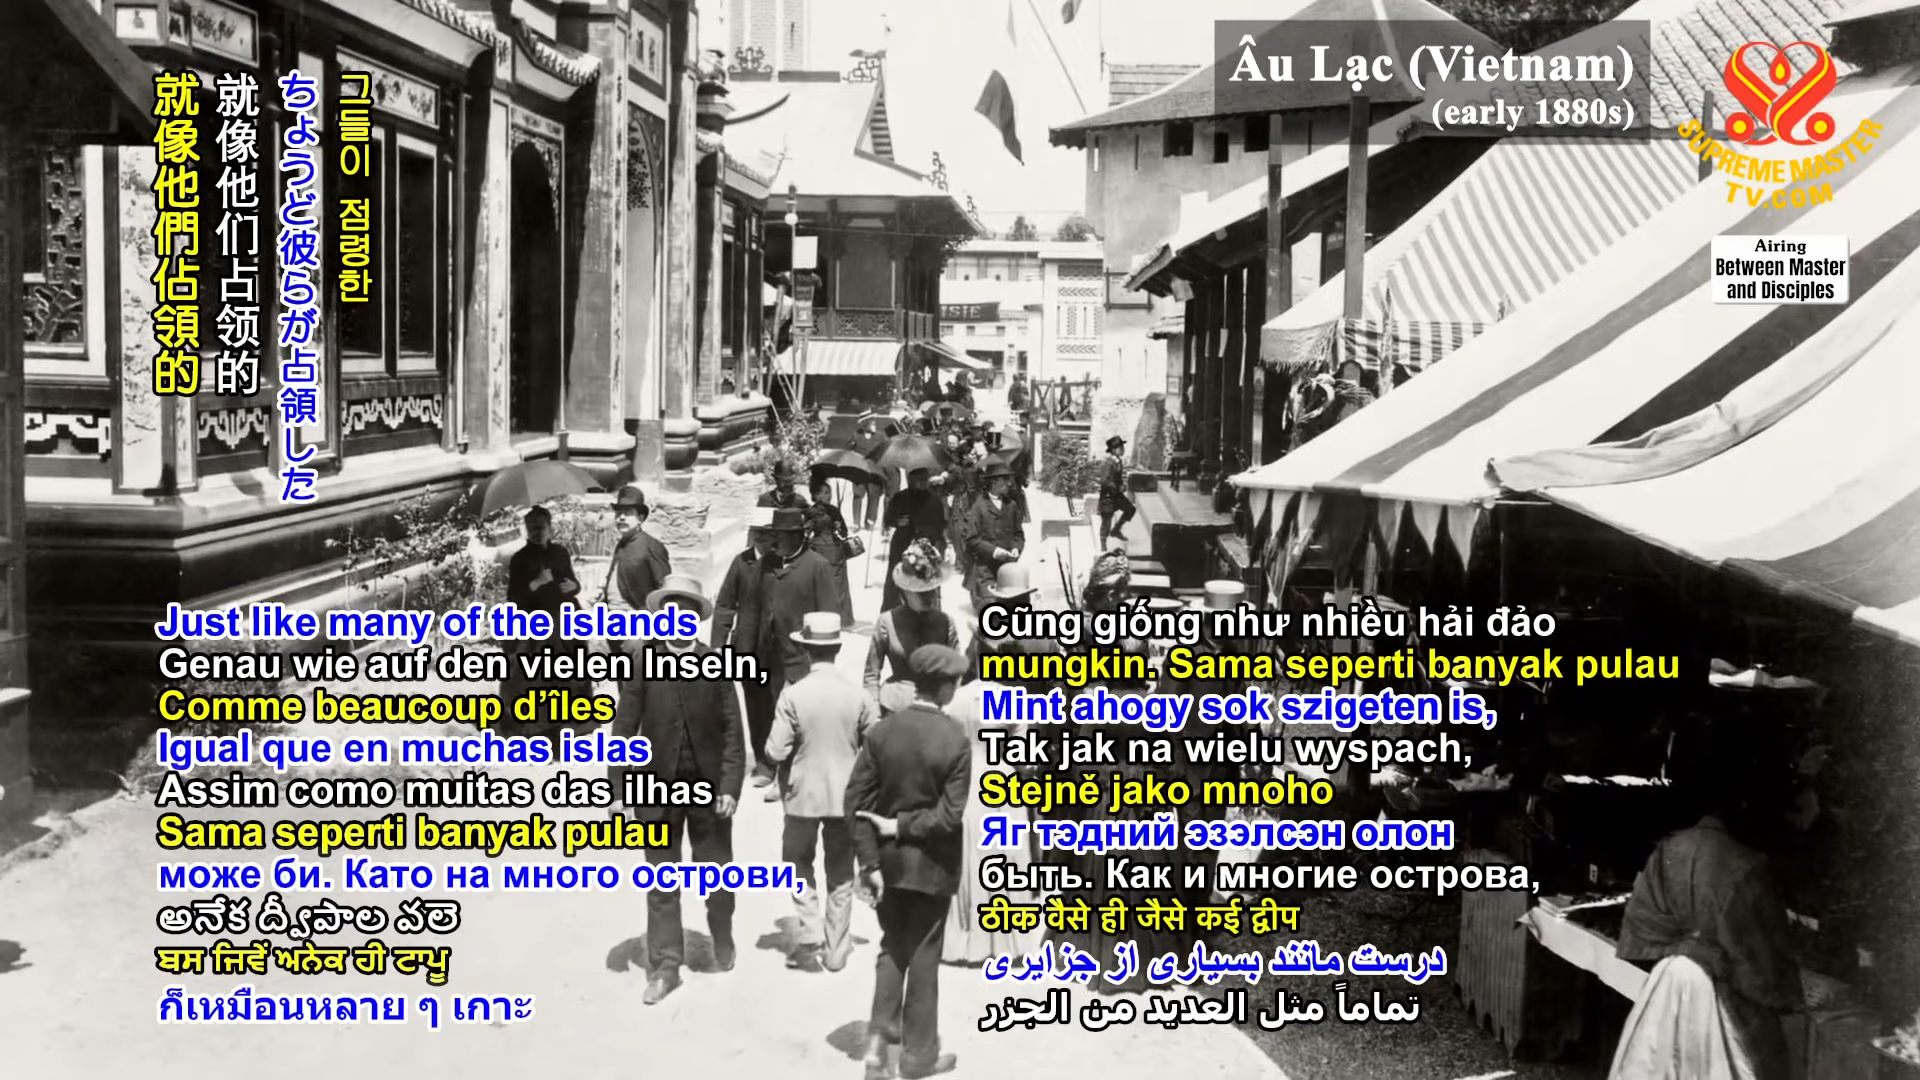 Âu Lạc (Vietnam)
(early 1880s)
SUPREME MASTER
TV.COM
Airing
Between Master
and Disciples
就像他們佔領的
就像他们占领的
ちょうど彼らが占領した
그들이 점령한
TSTE
Just like many of the islands
Genau wie auf den vielen Inseln,
Comme beaucoup d’îles
Igual que en muchas islas
Assim como muitas das ilhas
Sama seperti banyak pulau
може би. Като на много острови,
అనేక ద్వీపాల వలె
ਬਸ ਜਿਵੇਂ ਅਨੇਕ ਹੀ ਟਾਪੂ
ก็เหมือนหลาย ๆ เกาะ
Cũng giống như nhiều hải đảo
mungkin. Sama seperti banyak pulau
Mint ahogy sok szigeten is,
Tak jak na wielu wyspach,
Stejně jako mnoho
Яг тэдний эзэлсэн олон
быть. Как и многие острова,
ठीक वैसे ही जैसे कई द्वीप
درست مانند بسیاری از جزایری
تماماً مثل العديد من الجزر